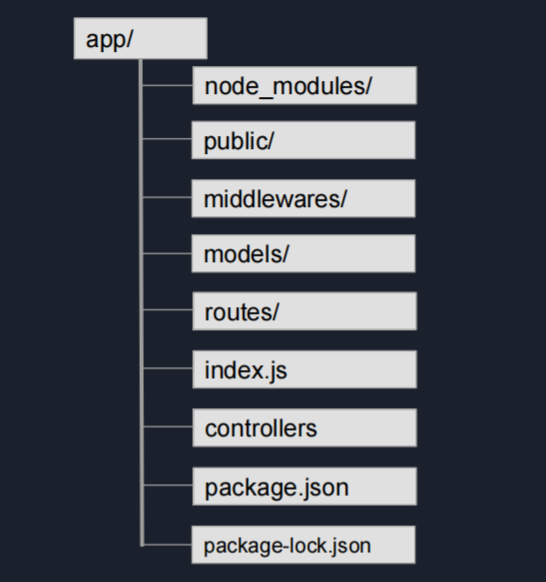 app/
node_modules/
public/
middlewares/
models/
routes/
index.js
controllers
package.json
package-lock.json